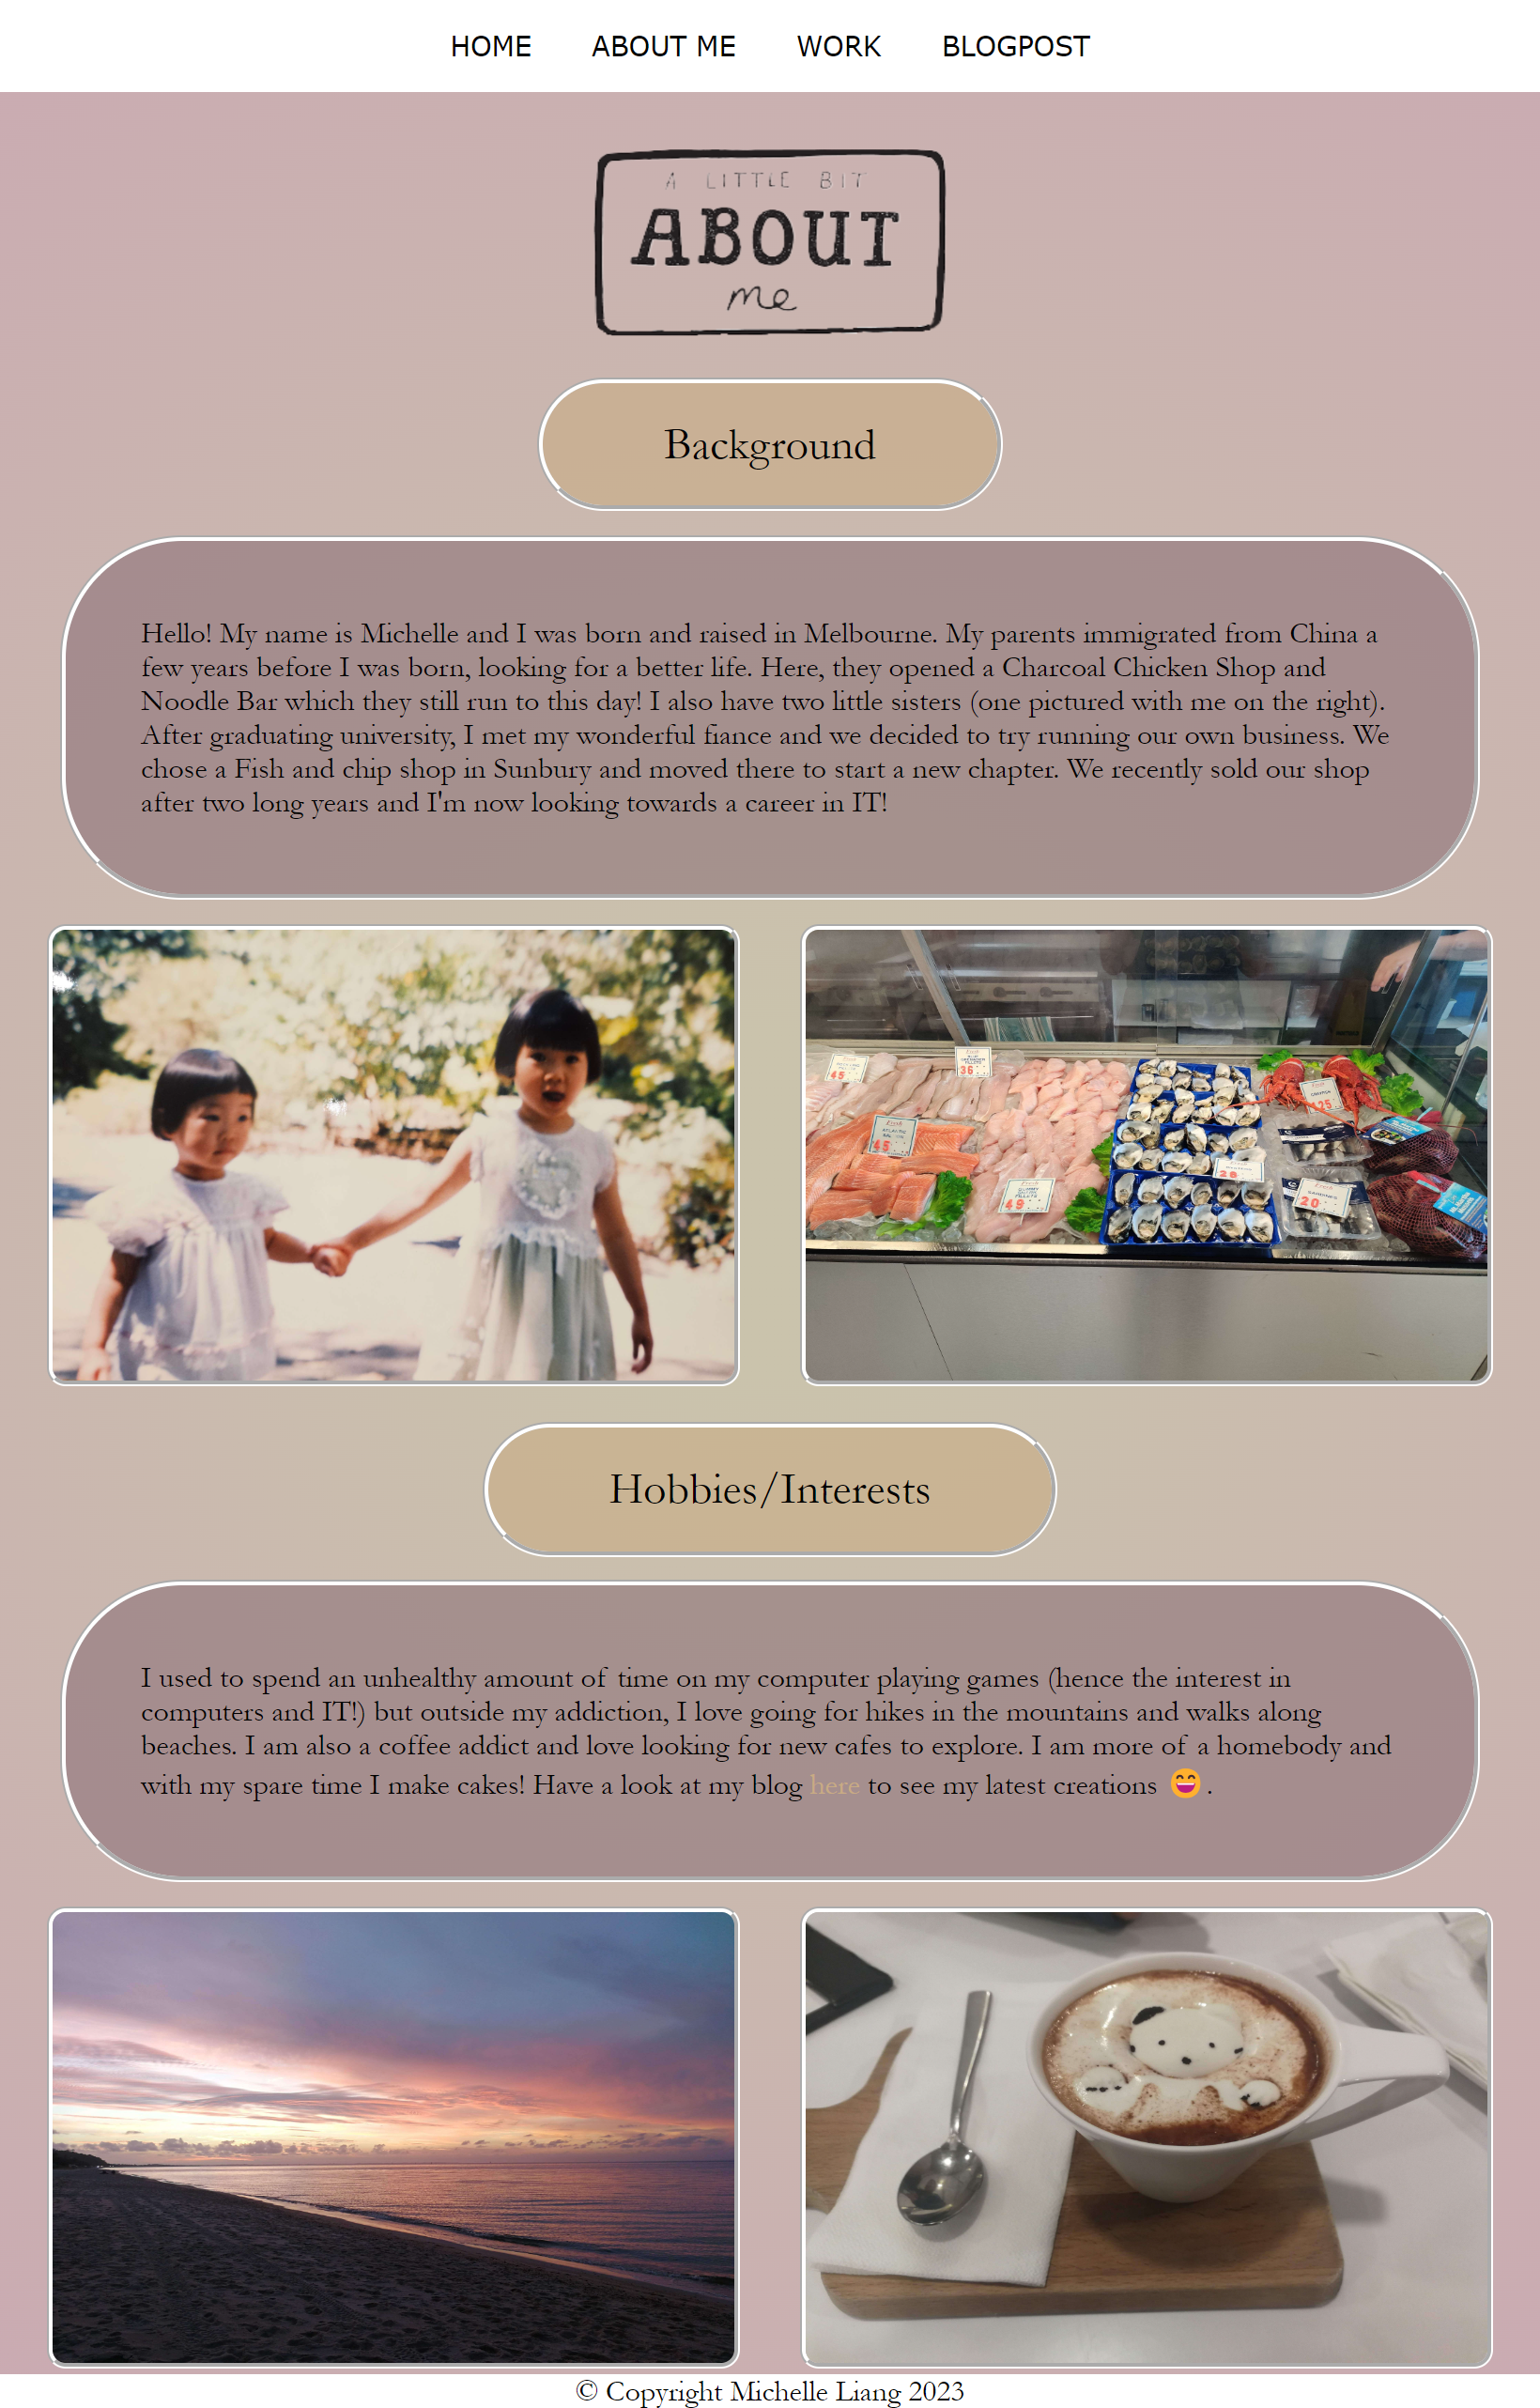 HOME ABOUT ME WORK BLOGPOST
A LITTLE BIT
ABOUT
me
Background
Hello! My name is Michelle and I was born and raised in Melbourne. My parents immigrated from China a
few years before I was born, looking for a better life. Here, they opened a Charcoal Chicken Shop and
Noodle Bar which they still run to this day! I also have two little sisters (one pictured with me on the right).
After graduating university, I met my wonderful fiance and we decided to try running our own business. We
chose a Fish and chip shop in Sunbury and moved there to start a new chapter. We recently sold our shop
after two long years and I'm now looking towards a career in IT!
45
36
45
49
20
Hobbies/Interests
I used to spend an unhealthy amount of time on my computer playing games (hence the interest in
computers and IT!) but outside my addiction, I love going for hikes in the mountains and walks along
beaches. I am also a coffee addict and love looking for new cafes to explore. I am more of a homebody and
with my spare time I make cakes! Have a look at my blog here to see my latest creations 😄.
© Copyright Michelle Liang 2023